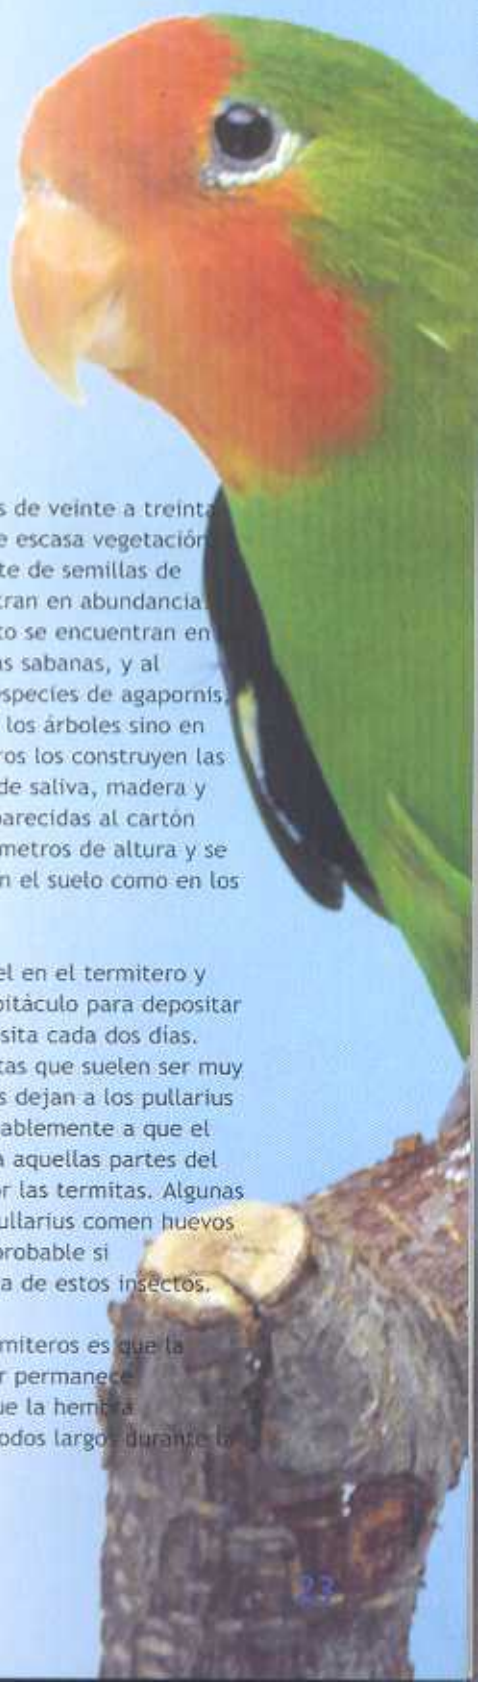 s de veinte a treinta
e escasa vegetación
te de semillas de
tran en abundancia.
to se encuentran en
as sabanas, y al
species de agapornis,
los árboles sino en
ros los construyen las
de saliva, madera y
parecidas al cartón
metros de altura y se
n el suelo como en los
el en el termitero y
pitáculo para depositar
sita cada dos días.
tas que suelen ser muy
s dejan a los pullarius
ablemente a que el
a aquellas partes del
or las termitas. Algunas
ullarius comen huevos
probable si
a de estos insectos.
miteros es que la
r permanece
ue la hembra
odos largos durante la
23